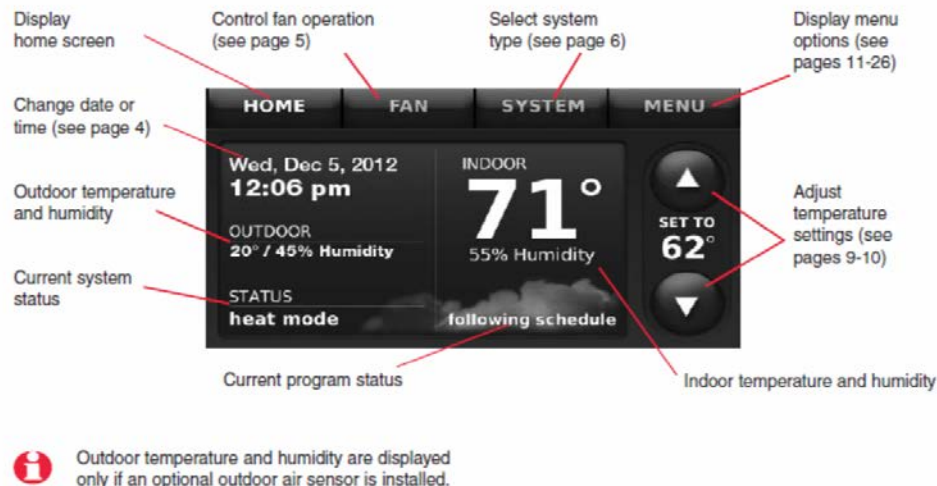 Display
home screen
Control fan operation
(see page 5)
Select system
type (see page 6)
Display menu
options (see
pages 11-26)
HOME
FAN
SYSTEM
MENU
Change date or
time (see page 4)
Wed, Dec 5, 2012
12:06 pm
Outdoor temperature
and humidity
OUTDOOR
20° / 45% Humidity
Current system
status
STATUS
heat mode
INDOOR
71°
55% Humidity
following schedule
SET TO
62°
Adjust
temperature
settings (see
pages 9-10)
Current program status
Indoor temperature and humidity
Outdoor temperature and humidity are displayed
only if an optional outdoor air sensor is installed.